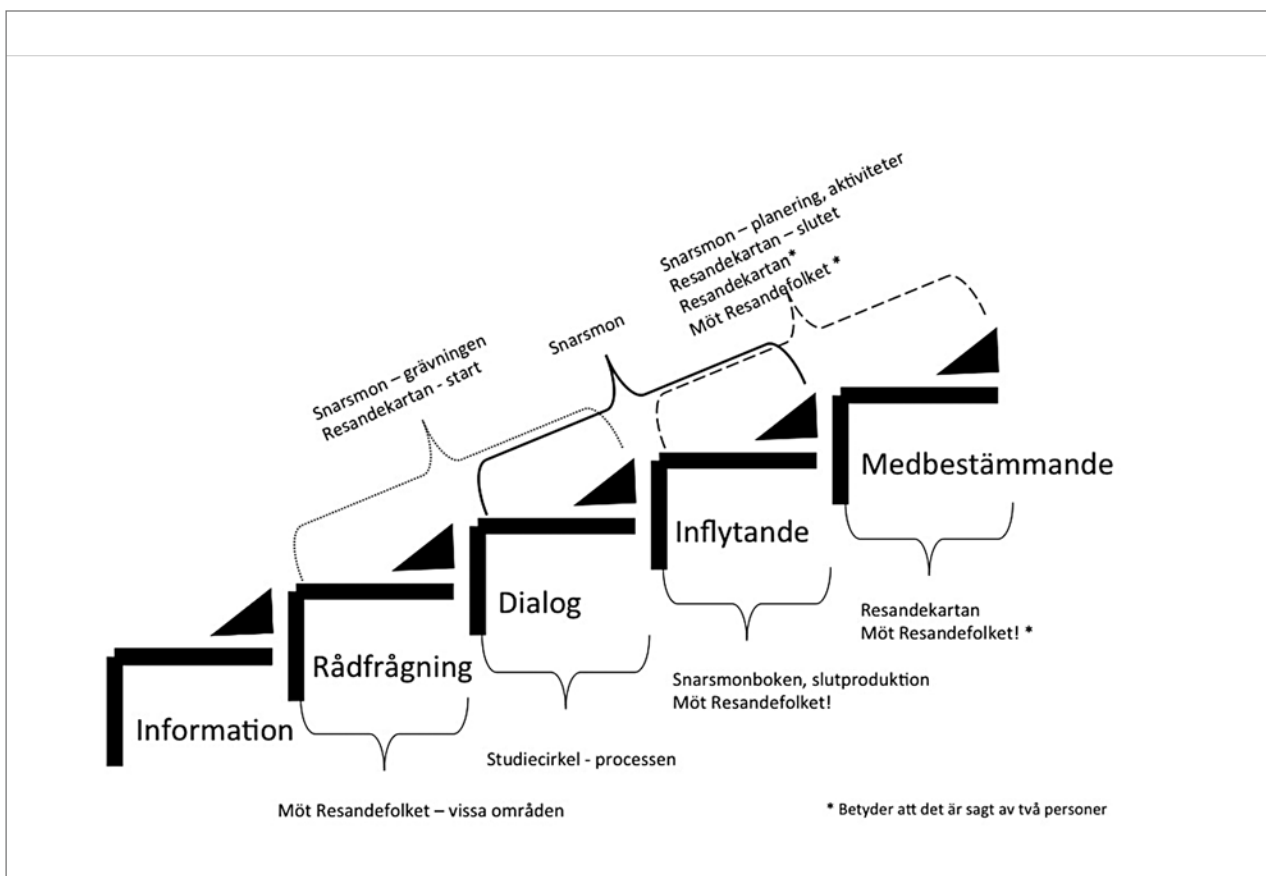 Snarsmon – planering, aktiviteter
Resandekartan – slutet
Resandekartan*
Möt Resandefolket *
Snarsmon
Snarsmon – grävningen
Resandekartan - start
Medbestämmande
Inflytande
Dialog
Rådfrågning
Information
Resandekartan
Möt Resandefolket! *
Snarsmonboken, slutproduktion
Möt Resandefolket!
Studiecirkel - processen
Möt Resandefolket – vissa områden
* Betyder att det är sagt av två personer